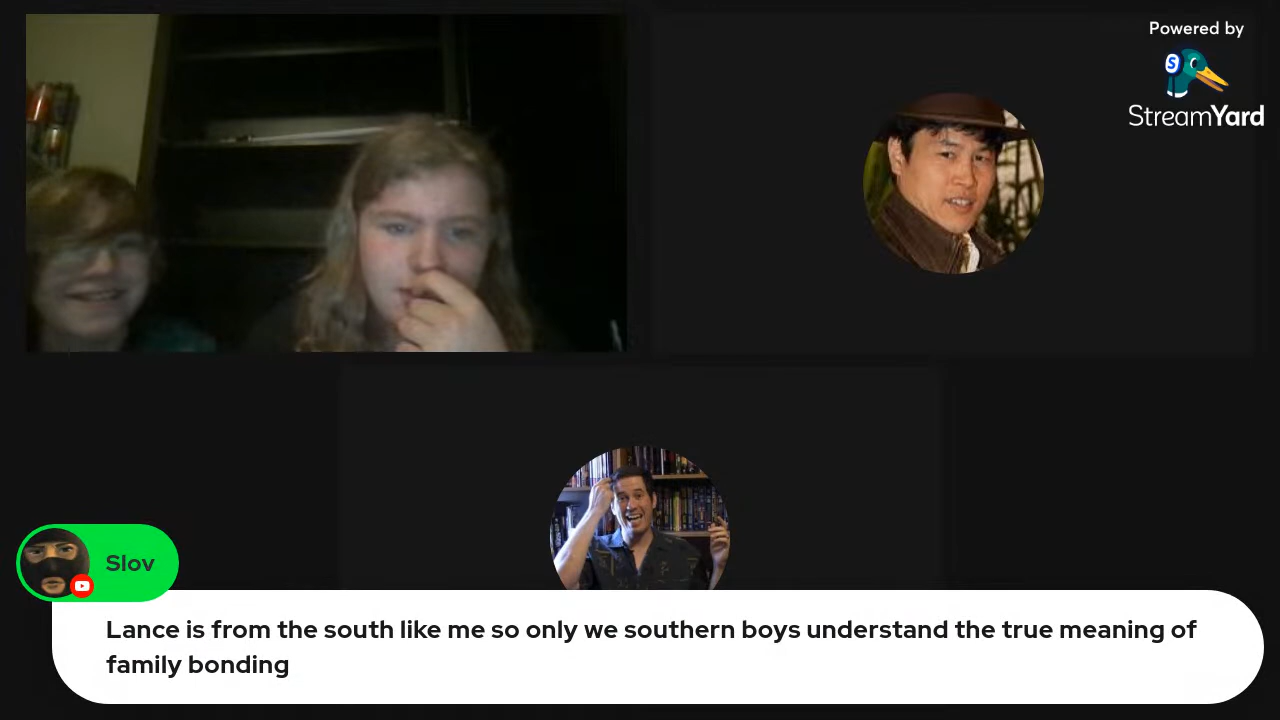 Powered by
S
StreamYard
Slov
Lance is from the south like me so only we southern boys understand the true meaning of
family bonding